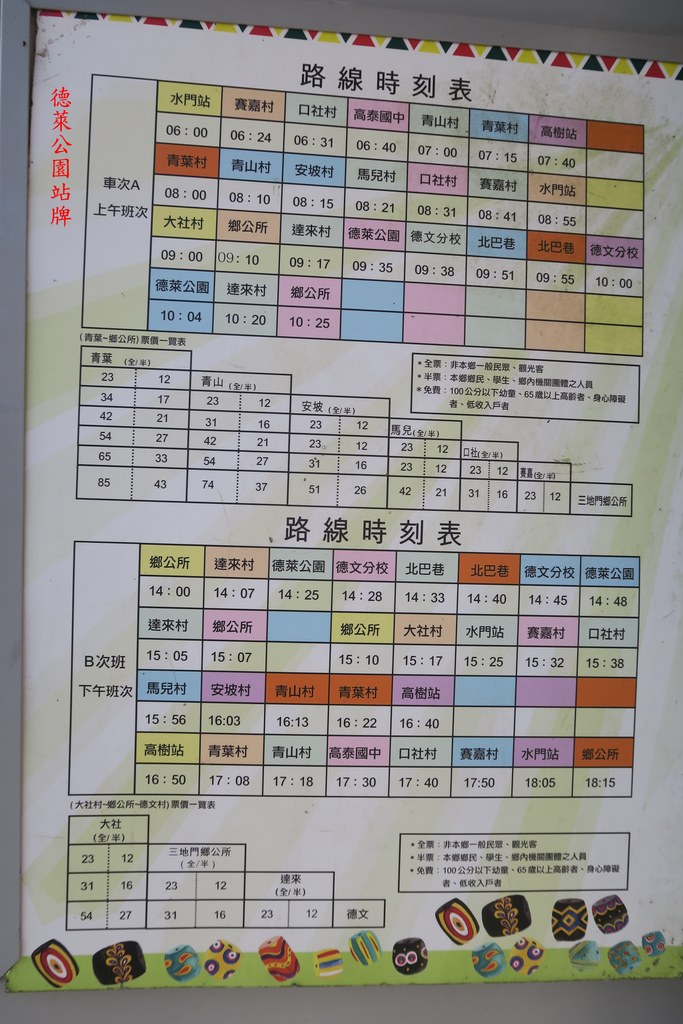 路線時刻表
德萊公園站牌
車次A
上午班次
水門站 賽嘉村 口社村 高泰國中 青山村 青葉村 高樹站
06:00 06:24 06:31 06:40 07:00 07:15 07:40
青葉村 青山村 安坡村 馬兒村 口社村 賽嘉村 水門站
08:00 08:10 08:15 08:21 08:31 08:41 08:55
大社村 鄉公所 達來村 德萊公園 德文分校 北巴巷 北巴巷 德文分校
09:00 09:10 09:17 09:35 09:38 09:51 09:55 10:00
德萊公園 達來村 鄉公所
10:04 10:20 10:25
(青葉~鄉公所)票價一覽表
*全票:非本鄉一般民眾、觀光客
*半票:本鄉鄉民、學生、鄉內機關團體之人員
*免費:100公分以下幼童、65歲以上高齡者、身心障礙
者、低收入戶者
青葉 (全/半)
23 12 青山 (全/半)
34 17 23 12 安坡 (全/半)
42 21 31 16 23 12 馬兒(全/半)
54 27 42 21 23 12 23 12 口社(全/半)
65 33 54 27 31 16 23 12 23 12 賽嘉(全/半)
85 43 74 37 51 26 42 21 31 16 23 12 三地門鄉公所
路線時刻表
B次班
下午班次
鄉公所 達來村 德萊公園 德文分校 北巴巷 北巴巷 德文分校 德萊公園
14:00 14:07 14:25 14:28 14:33 14:40 14:45 14:48
達來村 鄉公所 鄉公所 大社村 水門站 賽嘉村 口社村
15:05 15:07 15:10 15:17 15:25 15:32 15:38
馬兒村 安坡村 青山村 青葉村 高樹站
15:56 16:03 16:13 16:22 16:40
高樹站 青葉村 青山村 高泰國中 口社村 賽嘉村 水門站 鄉公所
16:50 17:08 17:18 17:30 17:40 17:50 18:05 18:15
(大社村~鄉公所~德文村)票價一覽表
大社
(全/半)
23 12 三地門鄉公所
(全/半)
31 16 23 12 達來
(全/半)
54 27 31 16 23 12 德文
*全票:非本鄉一般民眾、觀光客
*半票:本鄉鄉民、學生、鄉內機關團體之人員
*免費:100公分以下幼童、65歲以上高齡者、身心障礙
者、低收入戶者